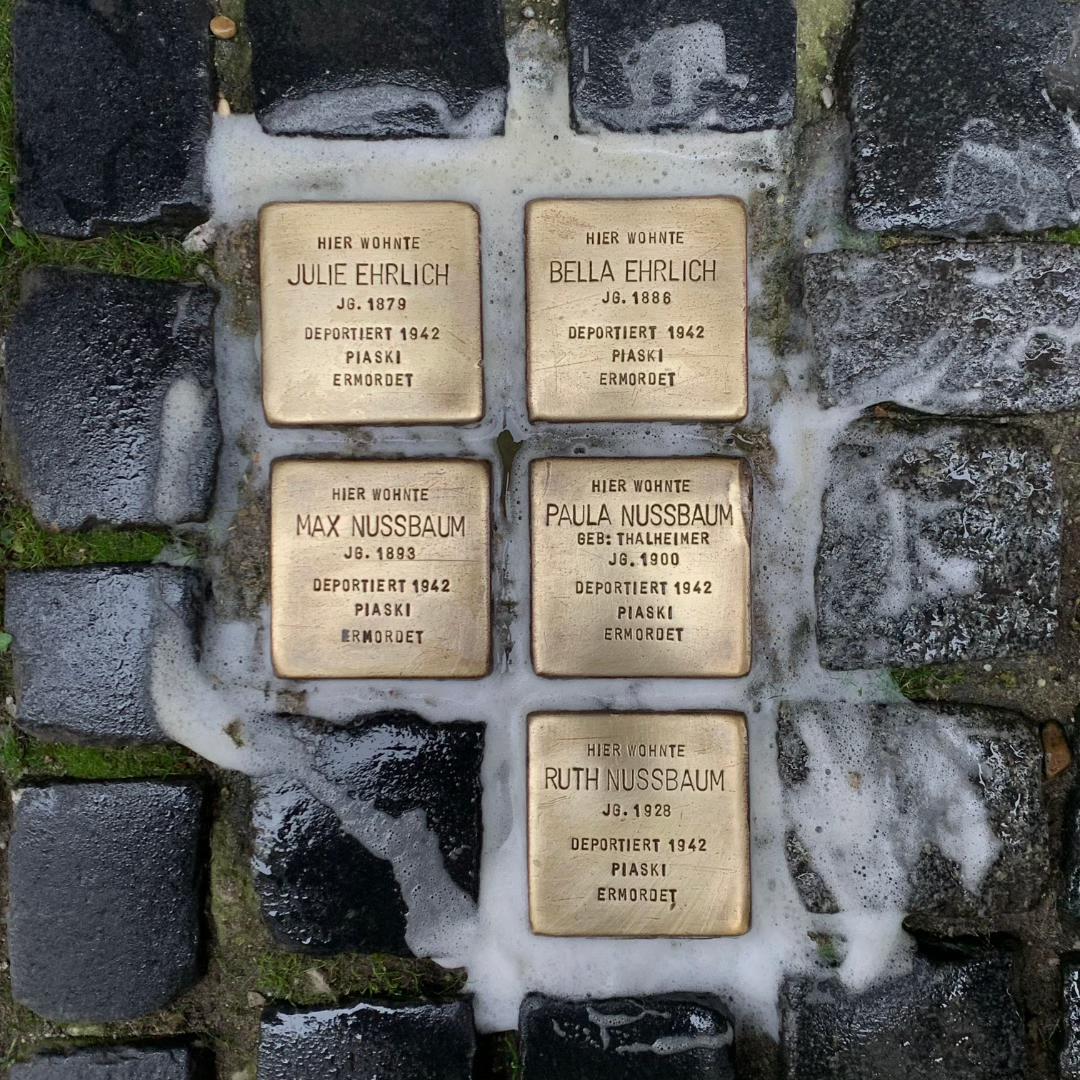 HIER WOHNTE
JULIE EHRLICH
JG. 1879
DEPORTIERT 1942
PIASKI
ERMORDET
HIER WOHNTE
BELLA EHRLICH
JG. 1886
DEPORTIERT 1942
PIASKI
ERMORDET
HIER WOHNTE
MAX NUSSBAUM
JG. 1893
DEPORTIERT 1942
PIASKI
ERMORDET
HIER WOHNTE
PAULA NUSSBAUM
GEB: THALHEIMER
JG. 1900
DEPORTIERT 1942
PIASKI
ERMORDET
HIER WOHNTE
RUTH NUSSBAUM
JG. 1928
DEPORTIERT 1942
PIASKI
ERMORDET